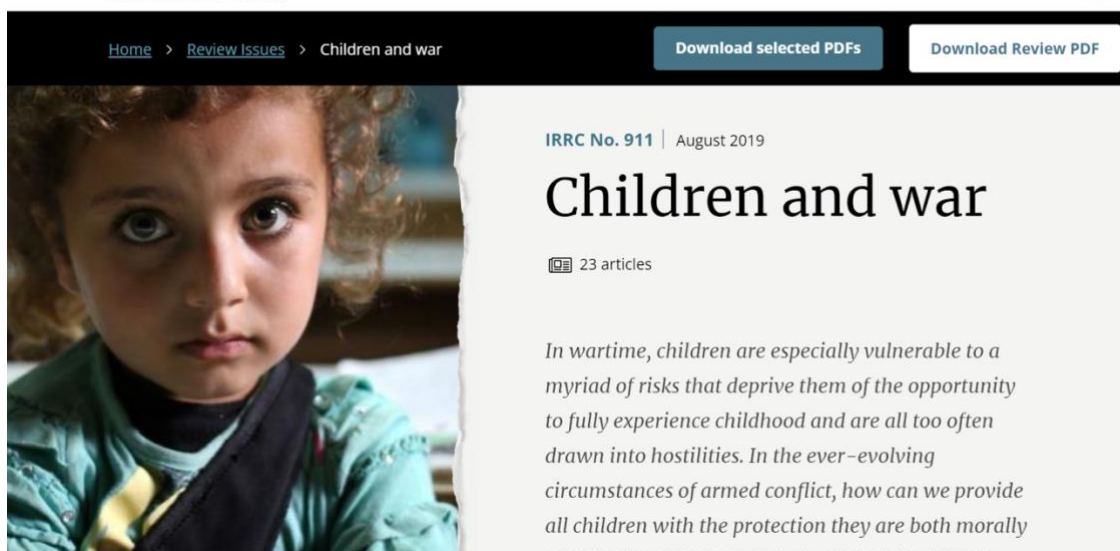 Home > Review Issues > Children and war
Download selected PDFs
Download Review PDF
IRRC No. 911 | August 2019
Children and war
23 articles
In wartime, children are especially vulnerable to a
myriad of risks that deprive them of the opportunity
to fully experience childhood and are all too often
drawn into hostilities. In the ever-evolving
circumstances of armed conflict, how can we provide
all children with the protection they are both morally